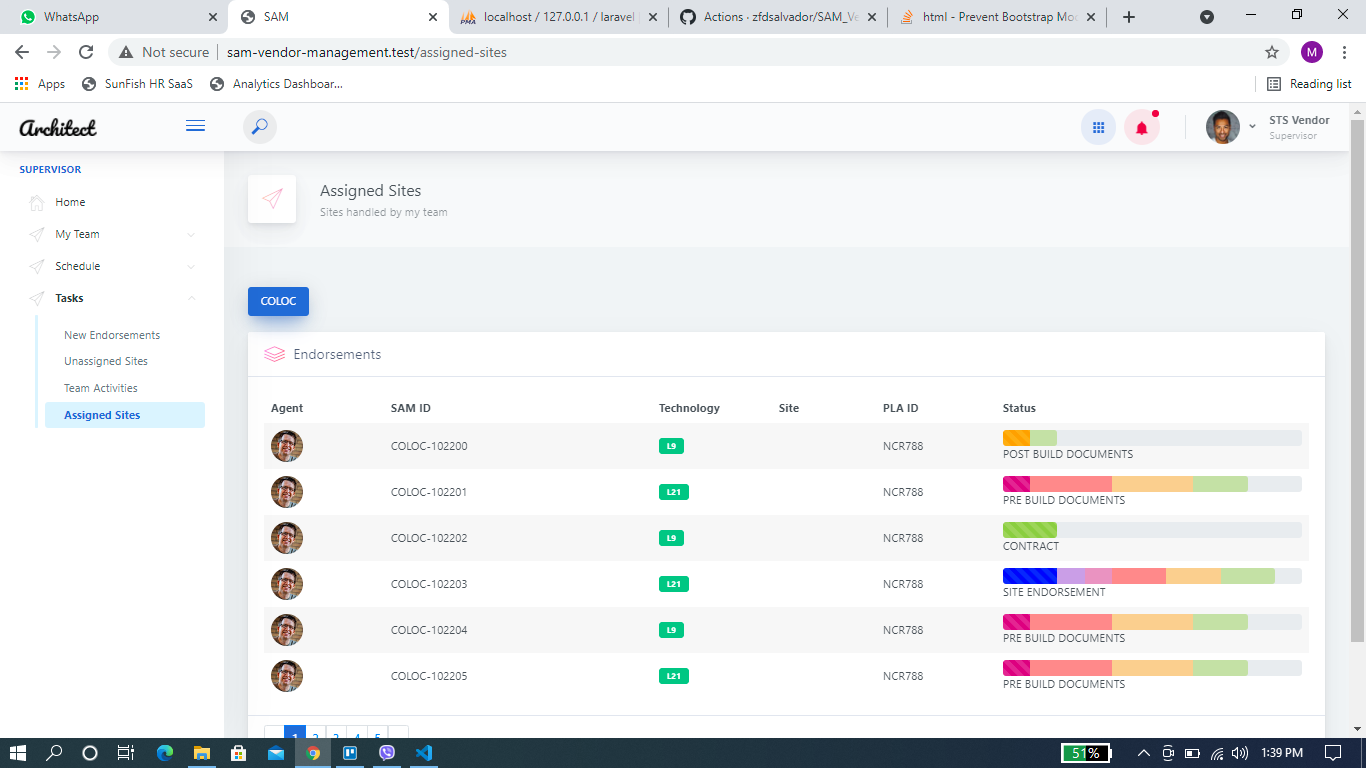 WhatsApp
SAM
localhost / 127.0.0.1 / laravel
Actions · zfdsalvador/SAM_Ve
html - Prevent Bootstrap Mo
Not secure
sam-vendor-management.test/assigned-sites
M
Apps
SunFish HR SaaS
Analytics Dashboar...
Reading list
Architect
STS Vendor
Supervisor
SUPERVISOR
Home
My Team
Schedule
Tasks
New Endorsements
Unassigned Sites
Team Activities
Assigned Sites
Assigned Sites
Sites handled by my team
COLOC
Endorsements
Agent SAM ID Technology Site PLA ID Status
COLOC-102200 L9 NCR788
POST BUILD DOCUMENTS
COLOC-102201 L21 NCR788
PRE BUILD DOCUMENTS
COLOC-102202 L9 NCR788
CONTRACT
COLOC-102203 L21 NCR788
SITE ENDORSEMENT
COLOC-102204 L9 NCR788
PRE BUILD DOCUMENTS
COLOC-102205 L21 NCR788
PRE BUILD DOCUMENTS
1 2 3 4 5
51%
1:39 PM